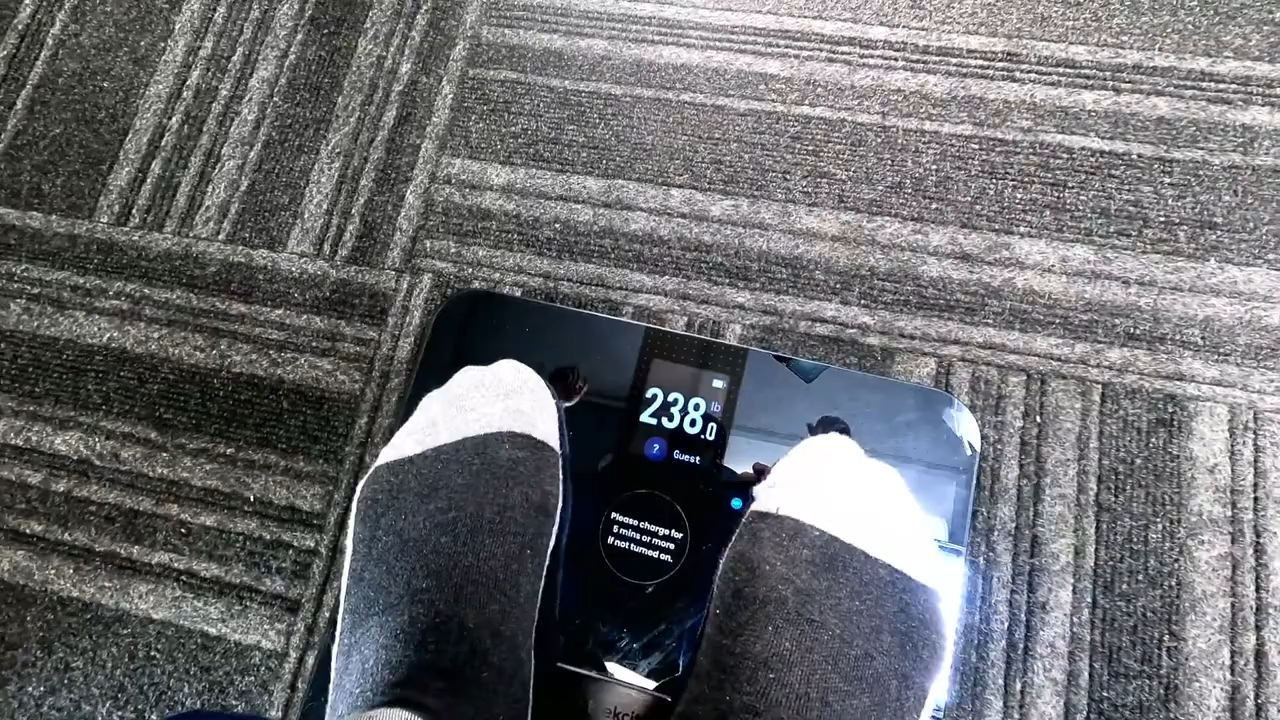 238.0 lb
? Guest
Please charge for
5 mins or more
if not turned on.